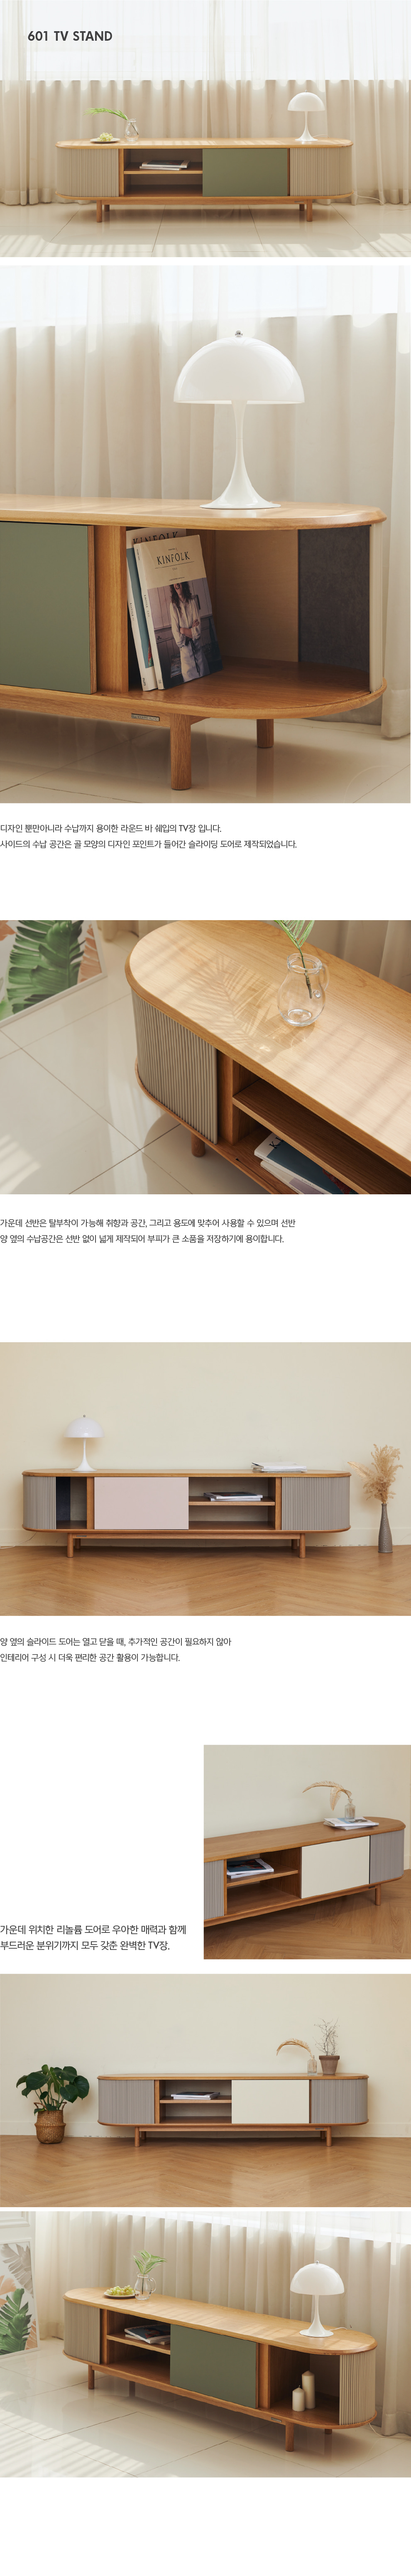 601 TV STAND
KINFOLK
KINFOLK
디자인 뿐만아니라 수납까지 용이한 라운드 바 쉐입의 TV장 입니다.
사이드의 수납 공간은 골 모양의 디자인 포인트가 들어간 슬라이딩 도어로 제작되었습니다.
가운데 선반은 탈부착이 가능해 취향과 공간, 그리고 용도에 맞추어 사용할 수 있으며 선반
양 옆의 수납공간은 선반 없이 넓게 제작되어 부피가 큰 소품을 저장하기에 용이합니다.
양 옆의 슬라이드 도어는 열고 닫을 때, 추가적인 공간이 필요하지 않아
인테리어 구성 시 더욱 편리한 공간 활용이 가능합니다.
가운데 위치한 리놀륨 도어로 우아한 매력과 함께
부드러운 분위기까지 모두 갖춘 완벽한 TV장.